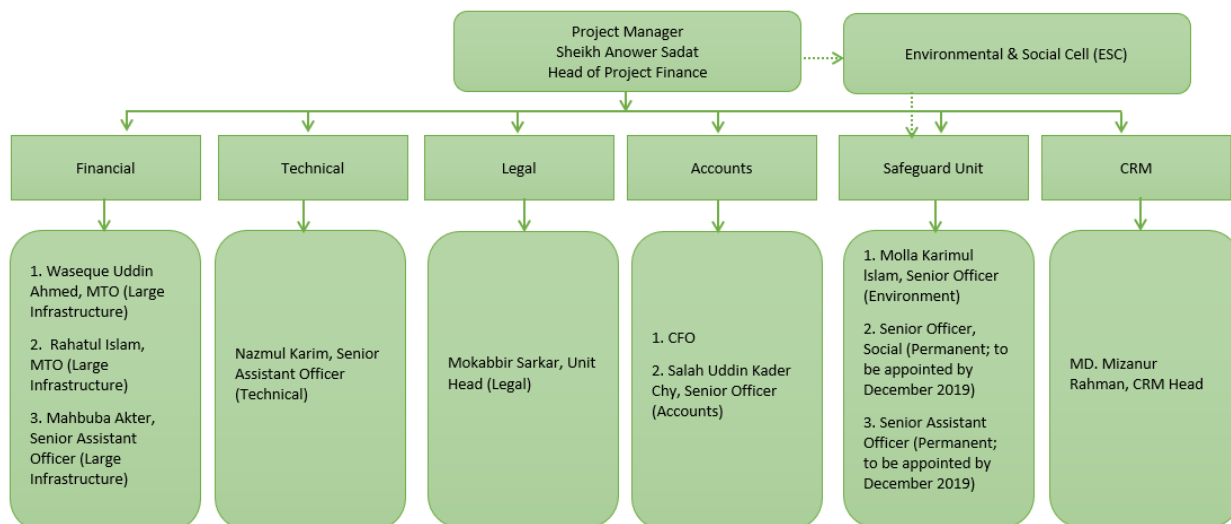 Project Manager
Sheikh Anower Sadat
Head of Project Finance
Environmental & Social Cell (ESC)
Financial
Technical
Legal
Accounts
Safeguard Unit
CRM
1. Waseque Uddin
Ahmed, MTO (Large
Infrastructure)
2. Rahatul Islam,
MTO (Large
Infrastructure)
3. Mahbuba Akter,
Senior Assistant
Officer (Large
Infrastructure)
Nazmul Karim, Senior
Assistant Officer
(Technical)
Mokabbir Sarkar, Unit
Head (Legal)
1. CFO
2. Salah Uddin Kader
Chy, Senior Officer
(Accounts)
1. Molla Karimul
Islam, Senior Officer
(Environment)
2. Senior Officer,
Social (Permanent; to
be appointed by
December 2019)
3. Senior Assistant
Officer (Permanent;
to be appointed by
December 2019)
MD. Mizanur
Rahman, CRM Head